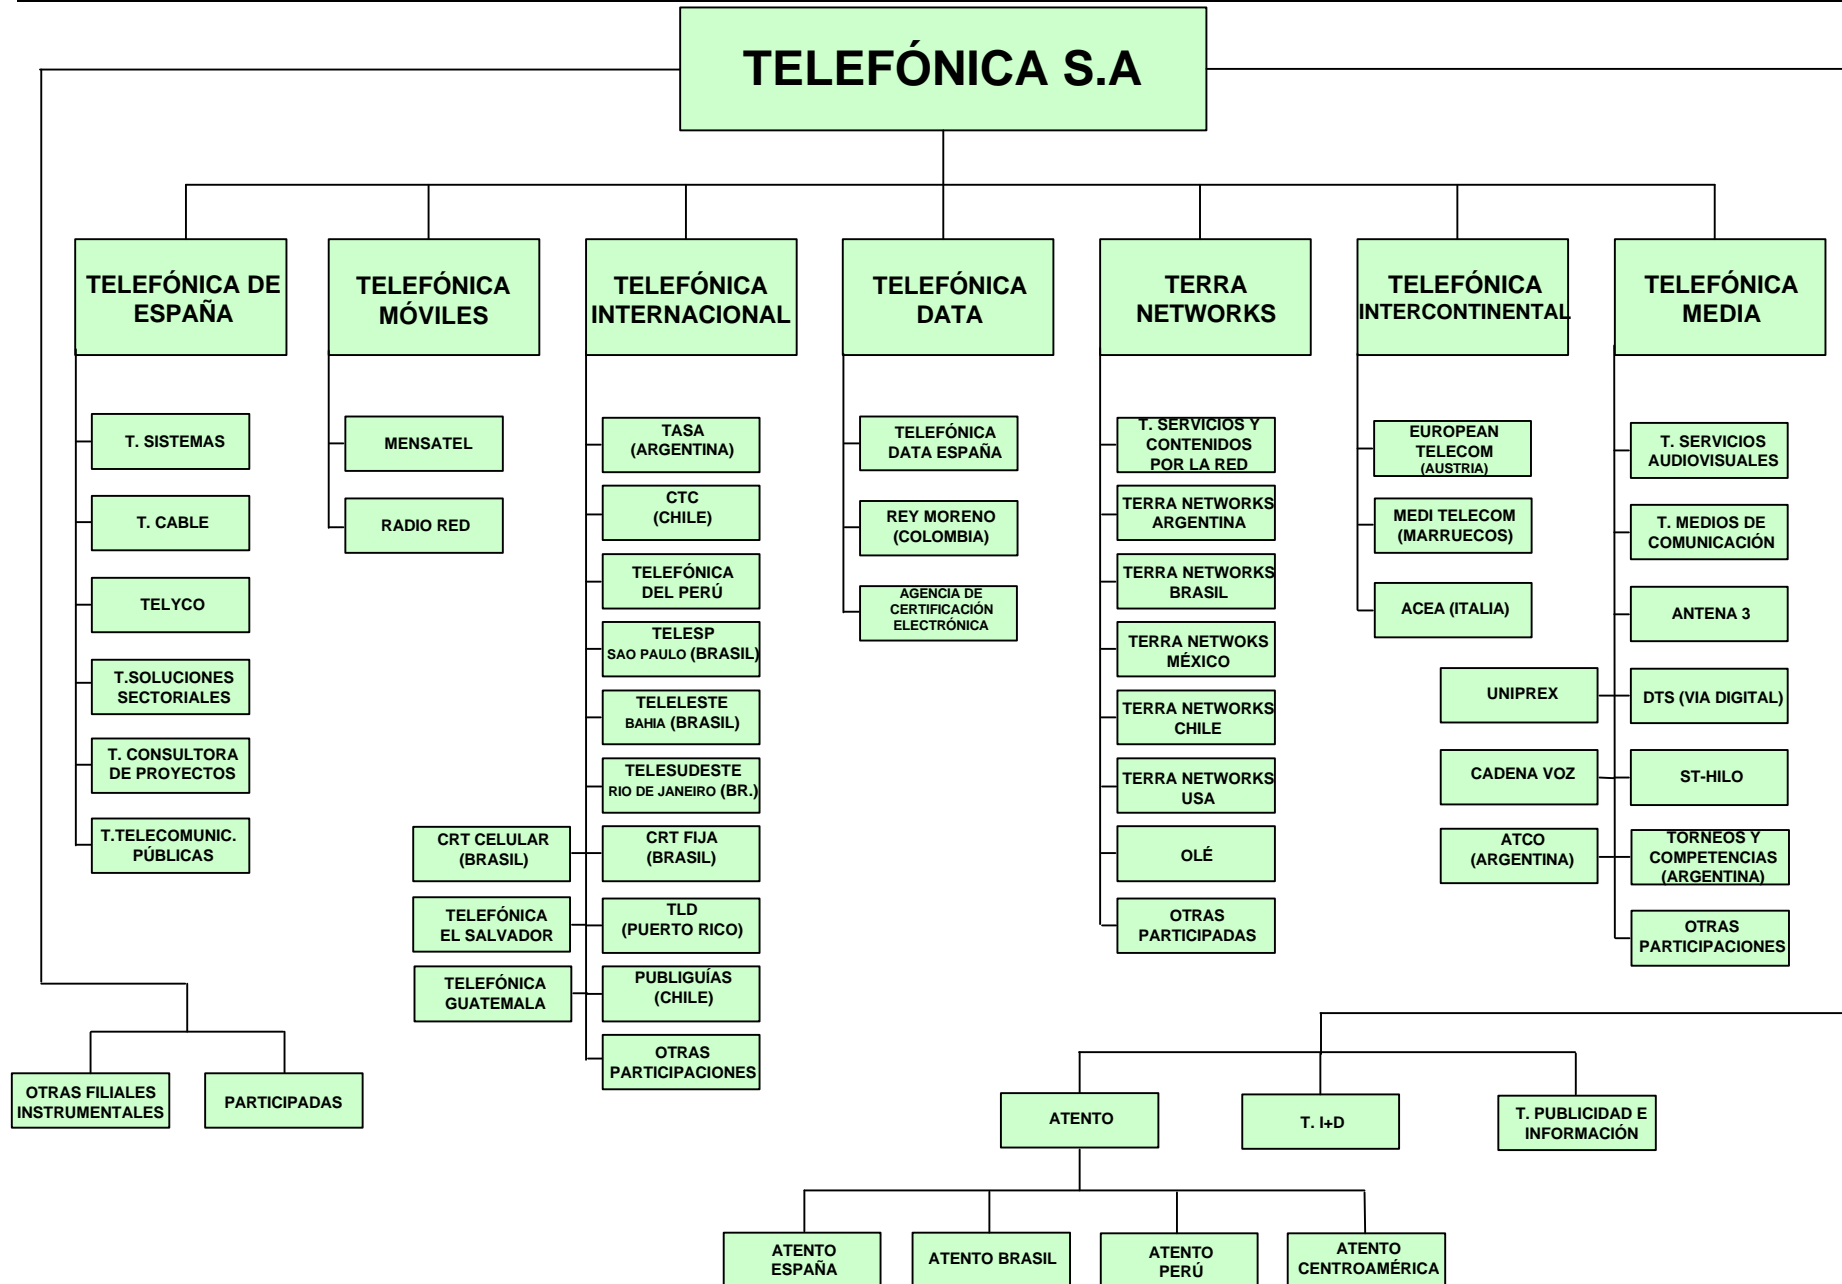 TELEFÓNICA S.A
TELEFÓNICA DE
ESPAÑA
TELEFÓNICA
MÓVILES
TELEFÓNICA
INTERNACIONAL
TELEFÓNICA
DATA
TERRA
NETWORKS
TELEFÓNICA
INTERCONTINENTAL
TELEFÓNICA
MEDIA
T. SISTEMAS
T. CABLE
TELYCO
T.SOLUCIONES
SECTORIALES
T. CONSULTORA
DE PROYECTOS
T.TELECOMUNIC.
PÚBLICAS
MENSATEL
RADIO RED
TASA
(ARGENTINA)
CTC
(CHILE)
TELEFÓNICA
DEL PERÚ
TELESP
SAO PAULO (BRASIL)
TELELESTE
BAHIA (BRASIL)
TELESUDESTE
RIO DE JANEIRO (BR.)
CRT CELULAR
(BRASIL)
CRT FIJA
(BRASIL)
TELEFÓNICA
EL SALVADOR
TLD
(PUERTO RICO)
TELEFÓNICA
GUATEMALA
PUBLIGUÍAS
(CHILE)
OTRAS
PARTICIPACIONES
TELEFÓNICA
DATA ESPAÑA
REY MORENO
(COLOMBIA)
AGENCIA DE
CERTIFICACIÓN
ELECTRÓNICA
T. SERVICIOS Y
CONTENIDOS
POR LA RED
TERRA NETWORKS
ARGENTINA
TERRA NETWORKS
BRASIL
TERRA NETWOKS
MÉXICO
TERRA NETWORKS
CHILE
TERRA NETWORKS
USA
OLÉ
OTRAS
PARTICIPADAS
EUROPEAN
TELECOM
(AUSTRIA)
MEDI TELECOM
(MARRUECOS)
ACEA (ITALIA)
T. SERVICIOS
AUDIOVISUALES
T. MEDIOS DE
COMUNICACIÓN
ANTENA 3
UNIPREX
DTS (VIA DIGITAL)
CADENA VOZ
ST-HILO
ATCO
(ARGENTINA)
TORNEOS Y
COMPETENCIAS
(ARGENTINA)
OTRAS
PARTICIPACIONES
OTRAS FILIALES
INSTRUMENTALES
PARTICIPADAS
ATENTO
T. I+D
T. PUBLICIDAD E
INFORMACIÓN
ATENTO
ESPAÑA
ATENTO BRASIL
ATENTO
PERÚ
ATENTO
CENTROAMÉRICA